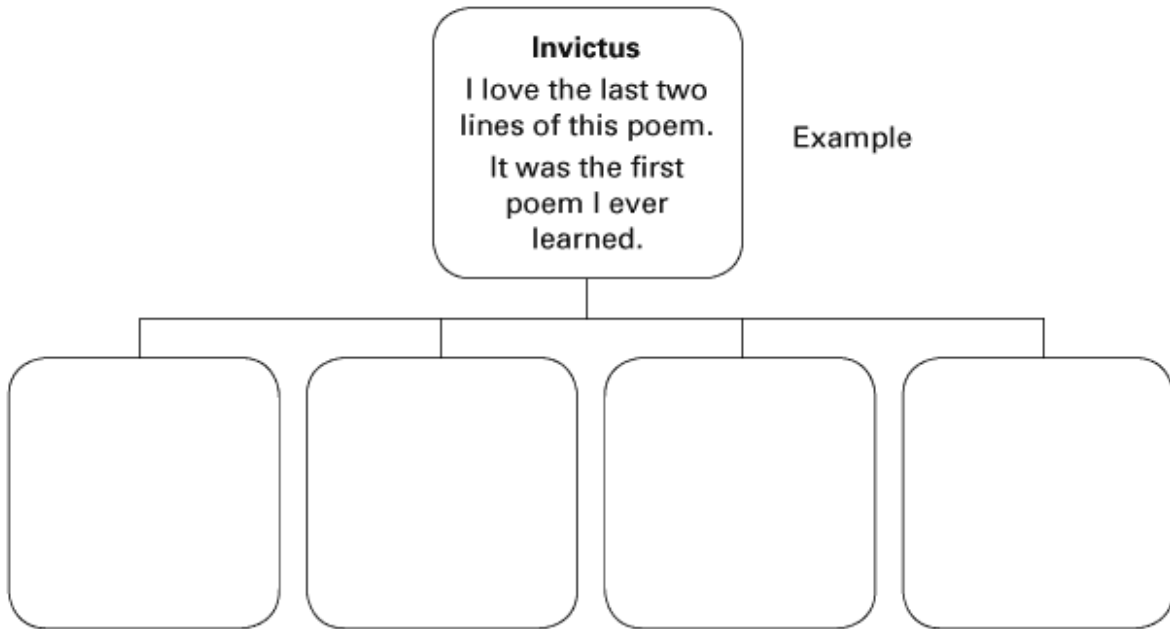 Invictus
I love the last two
lines of this poem.
It was the first
poem I ever
learned.
Example